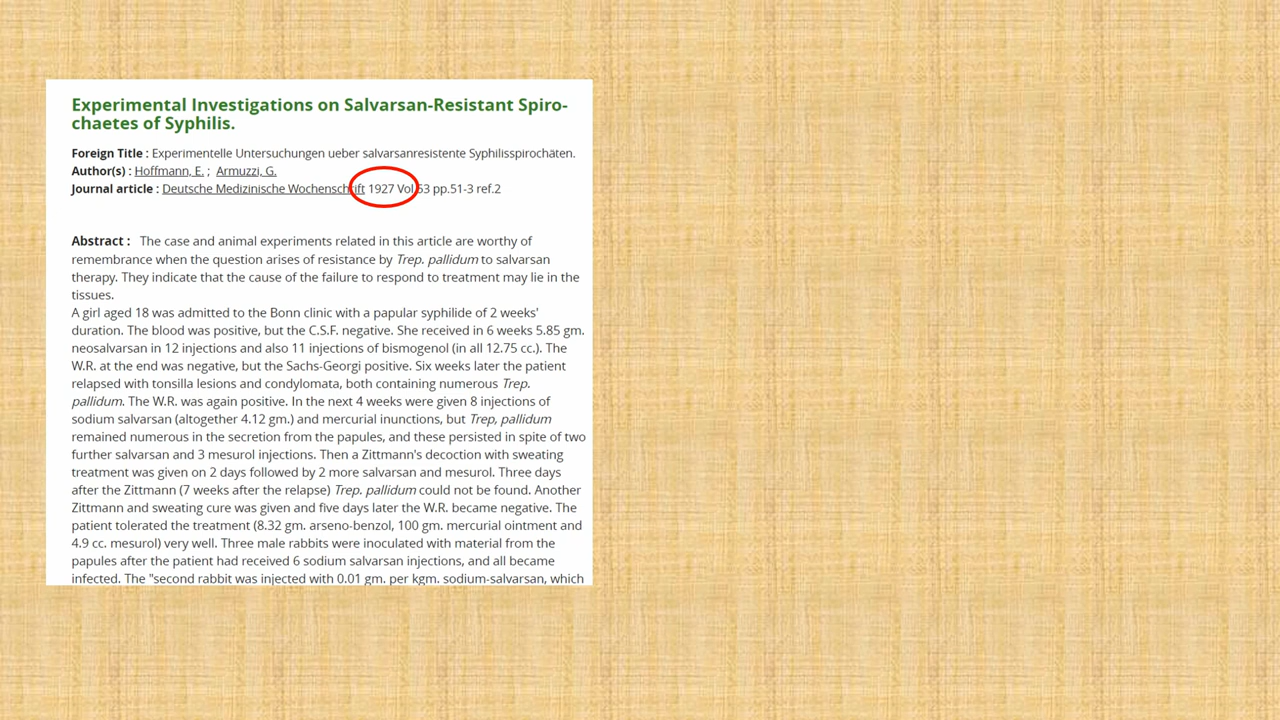 Experimental Investigations on Salvarsan-Resistant Spiro-
chaetes of Syphilis.
Foreign Title : Experimentelle Untersuchungen ueber salvarsanresistente Syphilisspirochäten.
Author(s) : Hoffmann, E. ; Armuzzi, G.
Journal article : Deutsche Medizinische Wochenschrift 1927 Vol.53 pp.51-3 ref.2
Abstract : The case and animal experiments related in this article are worthy of
remembrance when the question arises of resistance by Trep. pallidum to salvarsan
therapy. They indicate that the cause of the failure to respond to treatment may lie in the
tissues.
A girl aged 18 was admitted to the Bonn clinic with a papular syphilide of 2 weeks'
duration. The blood was positive, but the C.S.F. negative. She received in 6 weeks 5.85 gm.
neosalvarsan in 12 injections and also 11 injections of bismogenol (in all 12.75 cc.). The
W.R. at the end was negative, but the Sachs-Georgi positive. Six weeks later the patient
relapsed with tonsilla lesions and condylomata, both containing numerous Trep.
pallidum. The W.R. was again positive. In the next 4 weeks were given 8 injections of
sodium salvarsan (altogether 4.12 gm.) and mercurial inunctions, but Trep, pallidum
remained numerous in the secretion from the papules, and these persisted in spite of two
further salvarsan and 3 mesurol injections. Then a Zittmann's decoction with sweating
treatment was given on 2 days followed by 2 more salvarsan and mesurol. Three days
after the Zittmann (7 weeks after the relapse) Trep. pallidum could not be found. Another
Zittmann and sweating cure was given and five days later the W.R. became negative. The
patient tolerated the treatment (8.32 gm. arseno-benzol, 100 gm. mercurial ointment and
4.9 cc. mesurol) very well. Three male rabbits were inoculated with material from the
papules after the patient had received 6 sodium salvarsan injections, and all became
infected. The "second rabbit was injected with 0.01 gm. per kgm. sodium-salvarsan, which